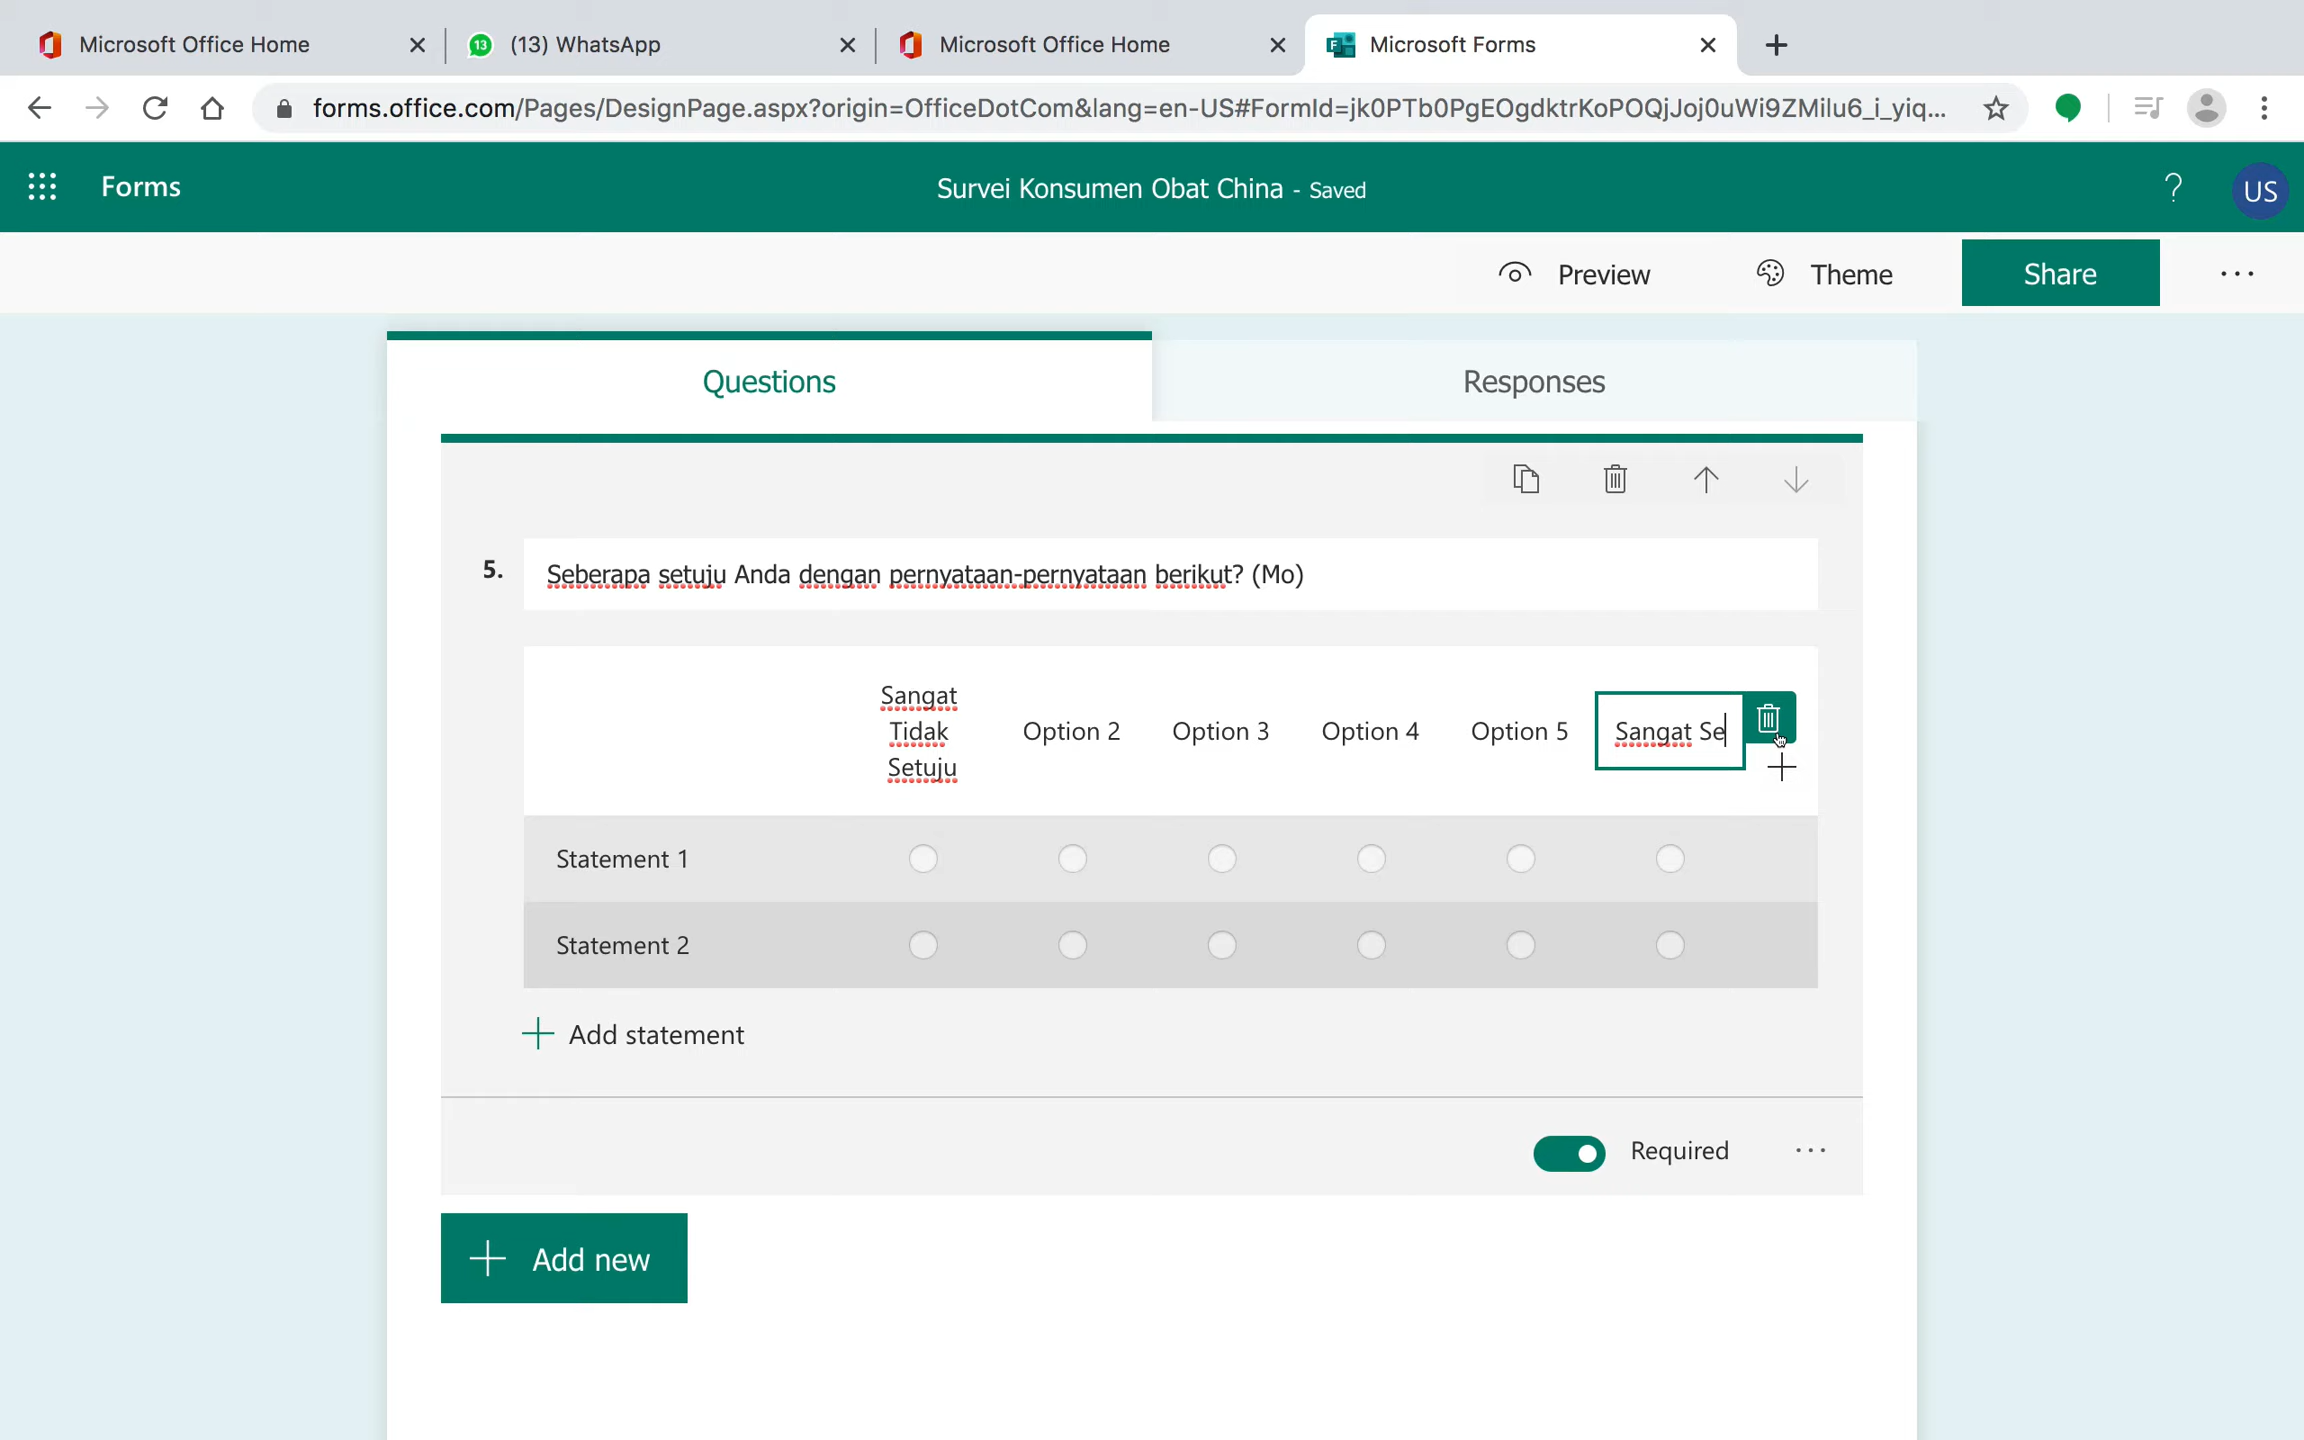 Microsoft Office Home
13
(13) WhatsApp
Microsoft Office Home
F
Microsoft Forms
forms.office.com/Pages/DesignPage.aspx?origin=OfficeDotCom&lang=en-US#FormId=jk0PTb0PgEOgdktrKoPOQjJoj0uWi9ZMilu6_i_yiq...
Forms
Survei Konsumen Obat China - Saved
?
US
Preview
Theme
Share
Questions
Responses
5.
Seberapa setuju Anda dengan pernyataan-pernyataan berikut? (Mo)
Sangat
Tidak
Setuju
Option 2
Option 3
Option 4
Option 5
Sangat Se
Statement 1
Statement 2
Add statement
Required
Add new